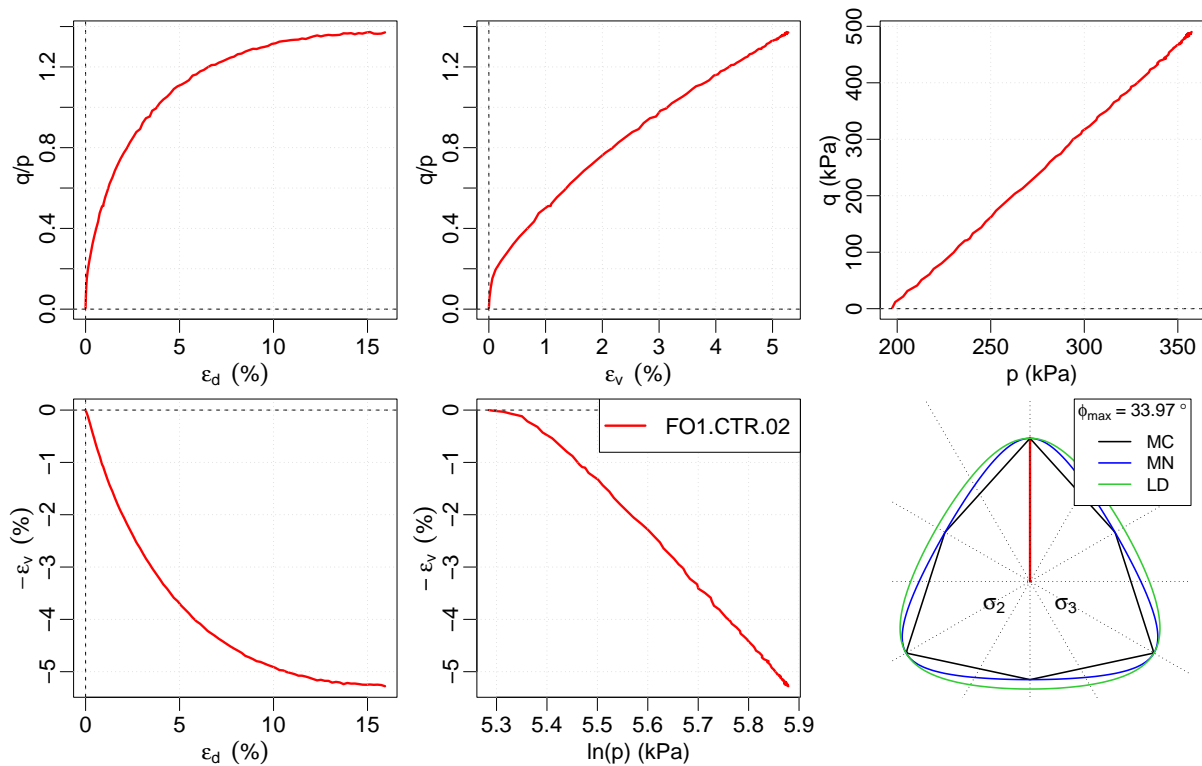 q/p
0.0 0.4 0.8 1.2
0 5 10 15
ε_d (%)
q/p
0.0 0.4 0.8 1.2
0 1 2 3 4 5
ε_v (%)
q (kPa)
0 100 200 300 400 500
200 250 300 350
p (kPa)
−ε_v (%)
0 −1 −2 −3 −4 −5
0 5 10 15
ε_d (%)
− ε_v (%)
0 −1 −2 −3 −4 −5
FO1.CTR.02
5.3 5.4 5.5 5.6 5.7 5.8 5.9
ln(p) (kPa)
ϕ_max = 33.97 °
MC
MN
LD
σ_2 σ_3